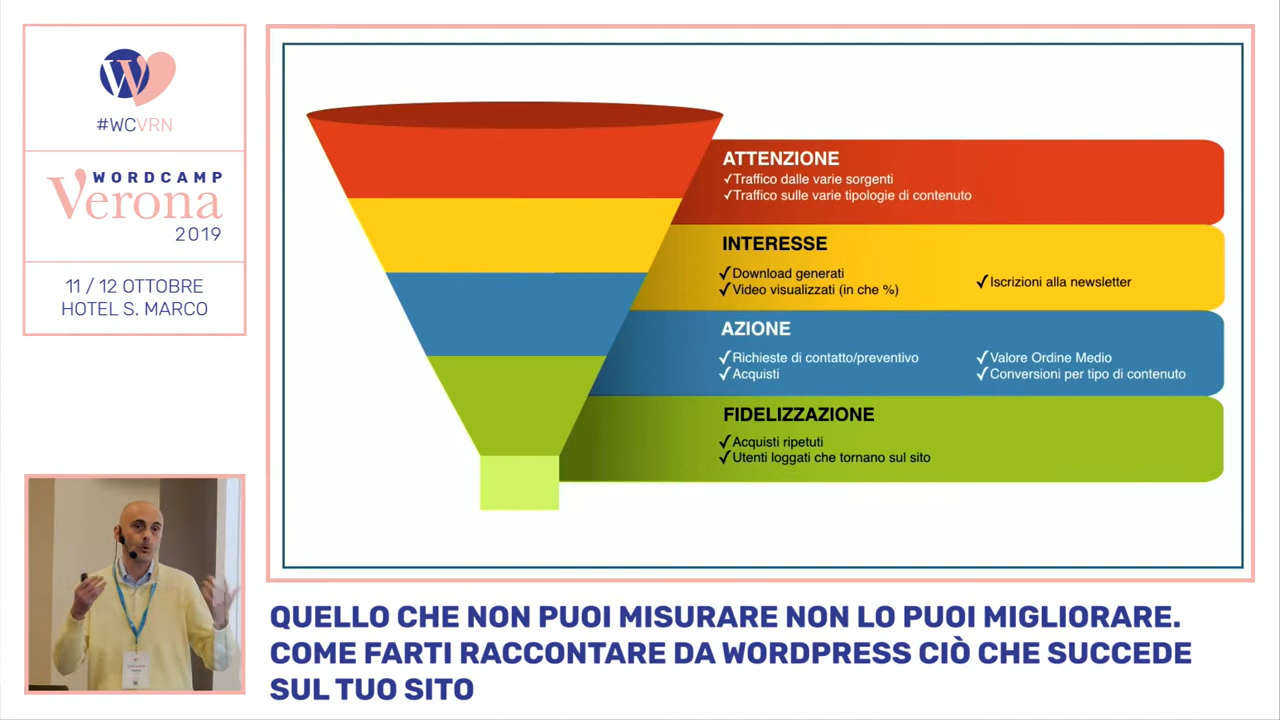 #WCVRN
WORDCAMP
Verona
2019
11 / 12 OTTOBRE
HOTEL S. MARCO
ATTENZIONE
✓Traffico dalle varie sorgenti
✓Traffico sulle varie tipologie di contenuto
INTERESSE
✓Download generati
✓Video visualizzati (in che %)
✓Iscrizioni alla newsletter
AZIONE
✓Richieste di contatto/preventivo
✓Acquisti
✓Valore Ordine Medio
✓Conversioni per tipo di contenuto
FIDELIZZAZIONE
✓Acquisti ripetuti
✓Utenti loggati che tornano sul sito
QUELLO CHE NON PUOI MISURARE NON LO PUOI MIGLIORARE.
COME FARTI RACCONTARE DA WORDPRESS CIÒ CHE SUCCEDE
SUL TUO SITO